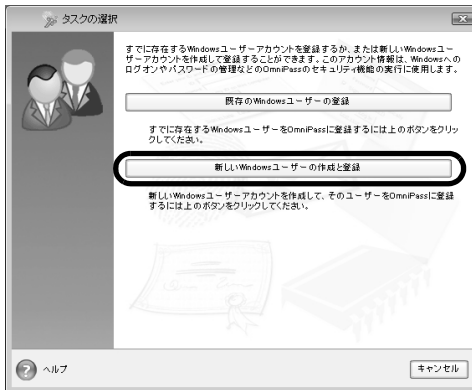 タスクの選択
すでに存在するWindowsユーザーアカウントを登録するか、または新しいWindowsユー
ザーアカウントを作成して登録することができます。このアカウント情報は、Windowsへの
ログオンやパスワードの管理などのOmniPassのセキュリティ機能の実行に使用します。
既存のWindowsユーザーの登録
すでに存在するWindowsユーザーをOmniPassに登録するには上のボタンをクリッ
クしてください。
新しいWindowsユーザーの作成と登録
新しいWindowsユーザーアカウントを作成して、そのユーザーをOmniPassに登録
するには上のボタンをクリックしてください。
ヘルプ
キャンセル